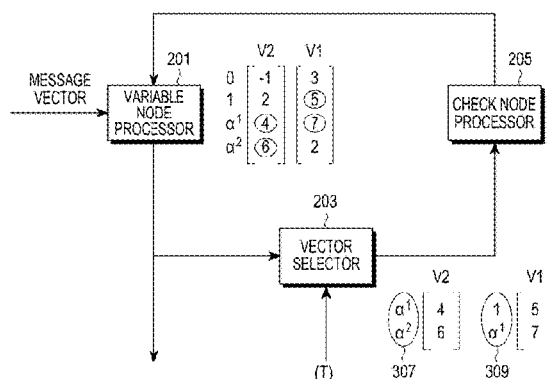 201
V2 V1
205
MESSAGE
VECTOR
VARIABLE
NODE
PROCESSOR
0 -1 3
1 2 5
α¹ 4 7
α² 6 2
CHECK NODE
PROCESSOR
203
VECTOR
SELECTOR
V2 V1
α¹ 4 1 5
α² 6 α¹ 7
(T) 307 309